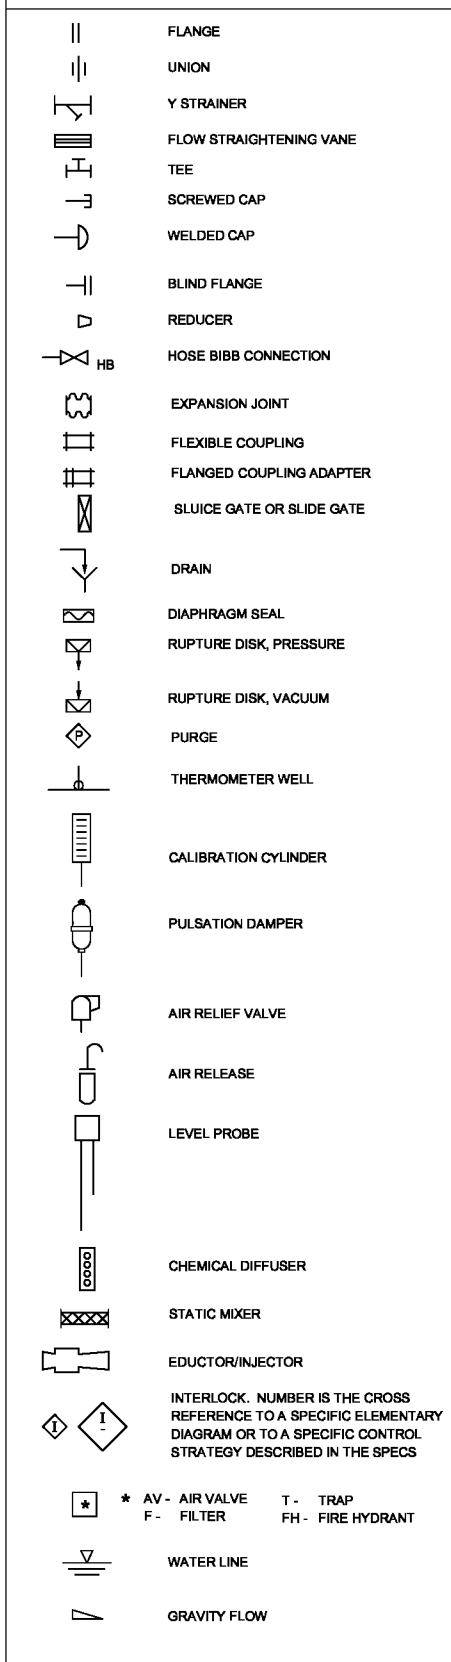 FLANGE
UNION
Y STRAINER
FLOW STRAIGHTENING VANE
TEE
SCREWED CAP
WELDED CAP
BLIND FLANGE
REDUCER
HB HOSE BIBB CONNECTION
EXPANSION JOINT
FLEXIBLE COUPLING
FLANGED COUPLING ADAPTER
SLUICE GATE OR SLIDE GATE
DRAIN
DIAPHRAGM SEAL
RUPTURE DISK, PRESSURE
RUPTURE DISK, VACUUM
P PURGE
THERMOMETER WELL
CALIBRATION CYLINDER
PULSATION DAMPER
AIR RELIEF VALVE
AIR RELEASE
LEVEL PROBE
CHEMICAL DIFFUSER
STATIC MIXER
EDUCTOR/INJECTOR
I I
-
INTERLOCK. NUMBER IS THE CROSS
REFERENCE TO A SPECIFIC ELEMENTARY
DIAGRAM OR TO A SPECIFIC CONTROL
STRATEGY DESCRIBED IN THE SPECS
* * AV - AIR VALVE T - TRAP
F - FILTER FH - FIRE HYDRANT
WATER LINE
GRAVITY FLOW